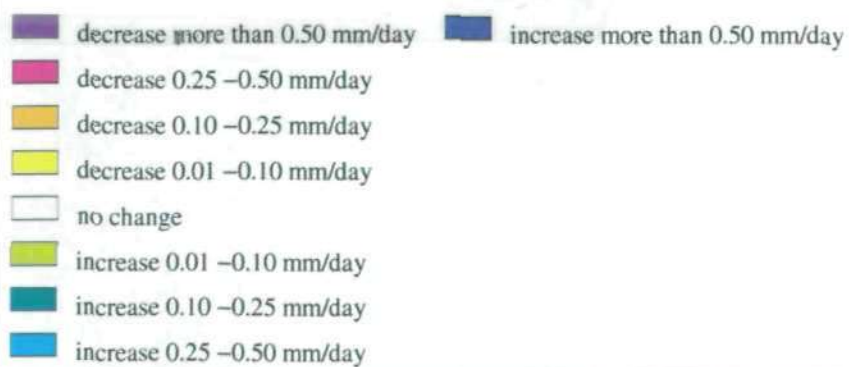 decrease more than 0.50 mm/day increase more than 0.50 mm/day
decrease 0.25 –0.50 mm/day
decrease 0.10 –0.25 mm/day
decrease 0.01 –0.10 mm/day
no change
increase 0.01 –0.10 mm/day
increase 0.10 –0.25 mm/day
increase 0.25 –0.50 mm/day